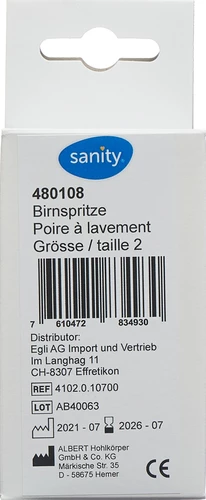 sanity
480108
Birnspritze
Poire à lavement
Grösse / taille 2
7 610472 834930
Distributor:
Egli AG Import und Vertrieb
Im Langhag 11
CH-8307 Effretikon
REF 4102.0.10700
LOT AB40063
2021 - 07 2026 - 07
ALBERT Hohlkörper
GmbH & Co. KG
Märkische Str. 35
D - 58675 Hemer
CE